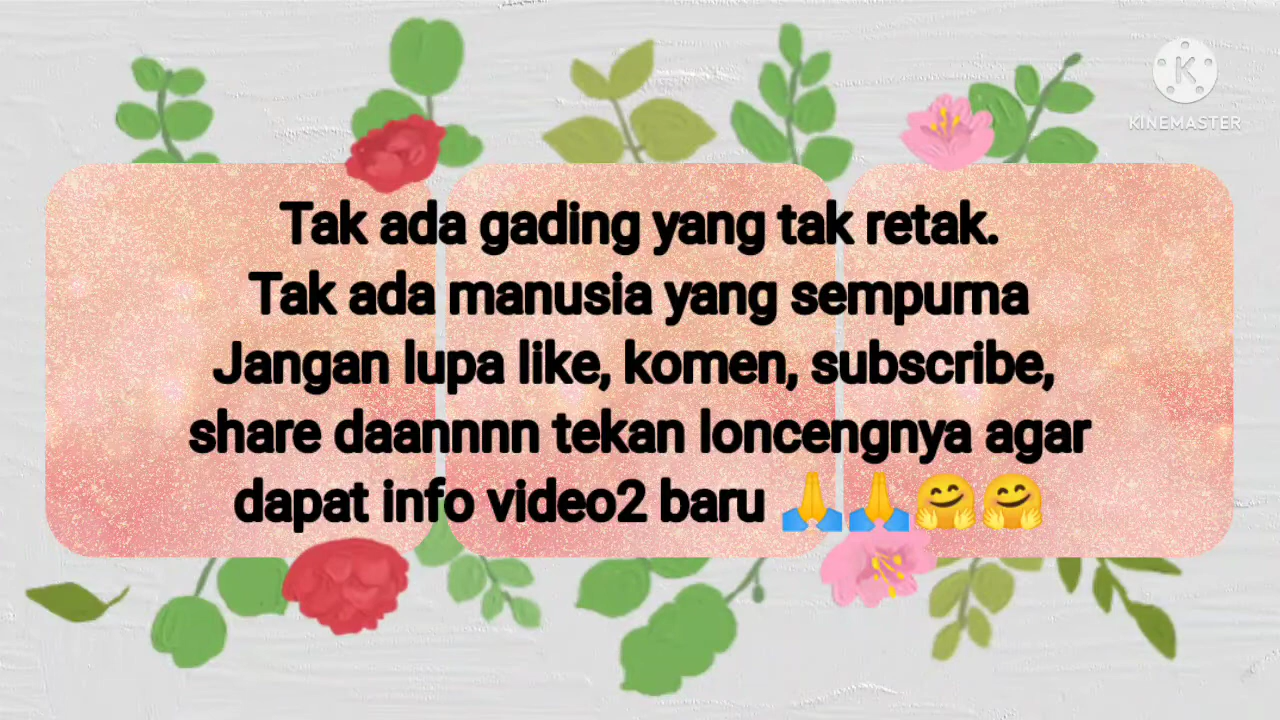 KINEMASTER
Tak ada gading yang tak retak.
Tak ada manusia yang sempurna
Jangan lupa like, komen, subscribe,
share daannnn tekan loncengnya agar
dapat info video2 baru 🙏🙏🤗🤗